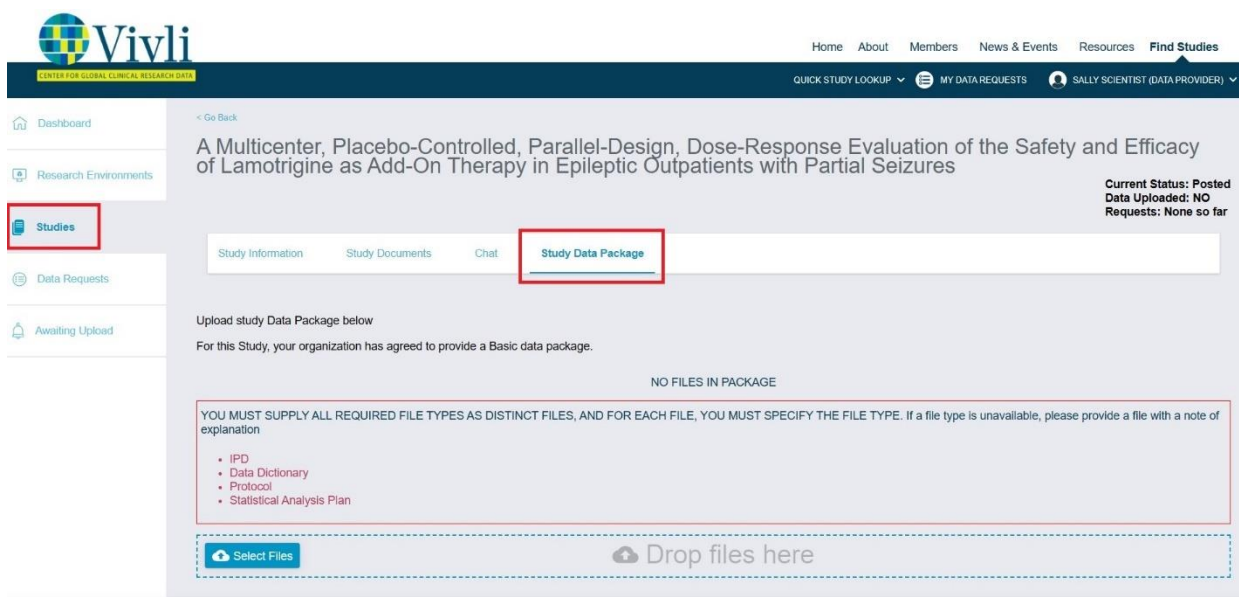 Vivli
CENTER FOR GLOBAL CLINICAL RESEARCH DATA
Home About Members News & Events Resources Find Studies
QUICK STUDY LOOKUP MY DATA REQUESTS SALLY SCIENTIST (DATA PROVIDER)
Dashboard
Research Environments
Studies
Data Requests
Awaiting Upload
< Go Back
A Multicenter, Placebo-Controlled, Parallel-Design, Dose-Response Evaluation of the Safety and Efficacy
of Lamotrigine as Add-On Therapy in Epileptic Outpatients with Partial Seizures
Current Status: Posted
Data Uploaded: NO
Requests: None so far
Study Information Study Documents Chat Study Data Package
Upload study Data Package below
For this Study, your organization has agreed to provide a Basic data package.
NO FILES IN PACKAGE
YOU MUST SUPPLY ALL REQUIRED FILE TYPES AS DISTINCT FILES, AND FOR EACH FILE, YOU MUST SPECIFY THE FILE TYPE. If a file type is unavailable, please provide a file with a note of
explanation
• IPD
• Data Dictionary
• Protocol
• Statistical Analysis Plan
Select Files
Drop files here